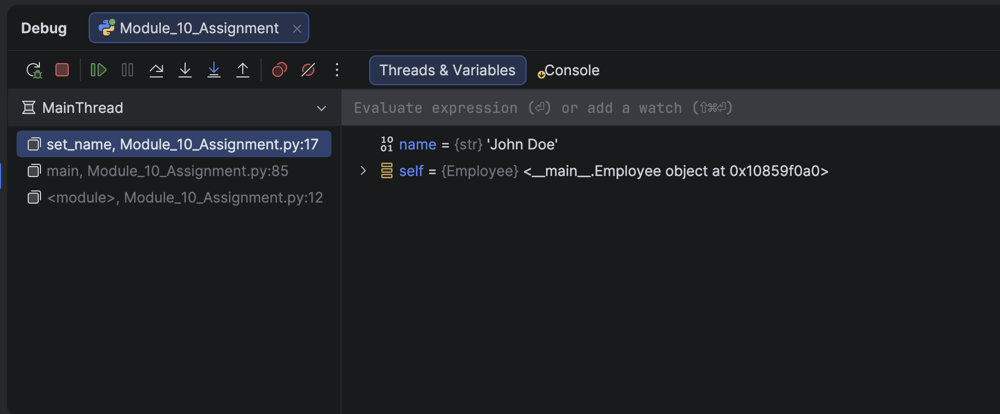 Debug Module_10_Assignment
Threads & Variables Console
MainThread
Evaluate expression (⏎) or add a watch (⇧⌘⏎)
set_name, Module_10_Assignment.py:17
main, Module_10_Assignment.py:85
<module>, Module_10_Assignment.py:12
name = {str} 'John Doe'
self = {Employee} <__main__.Employee object at 0x10859f0a0>